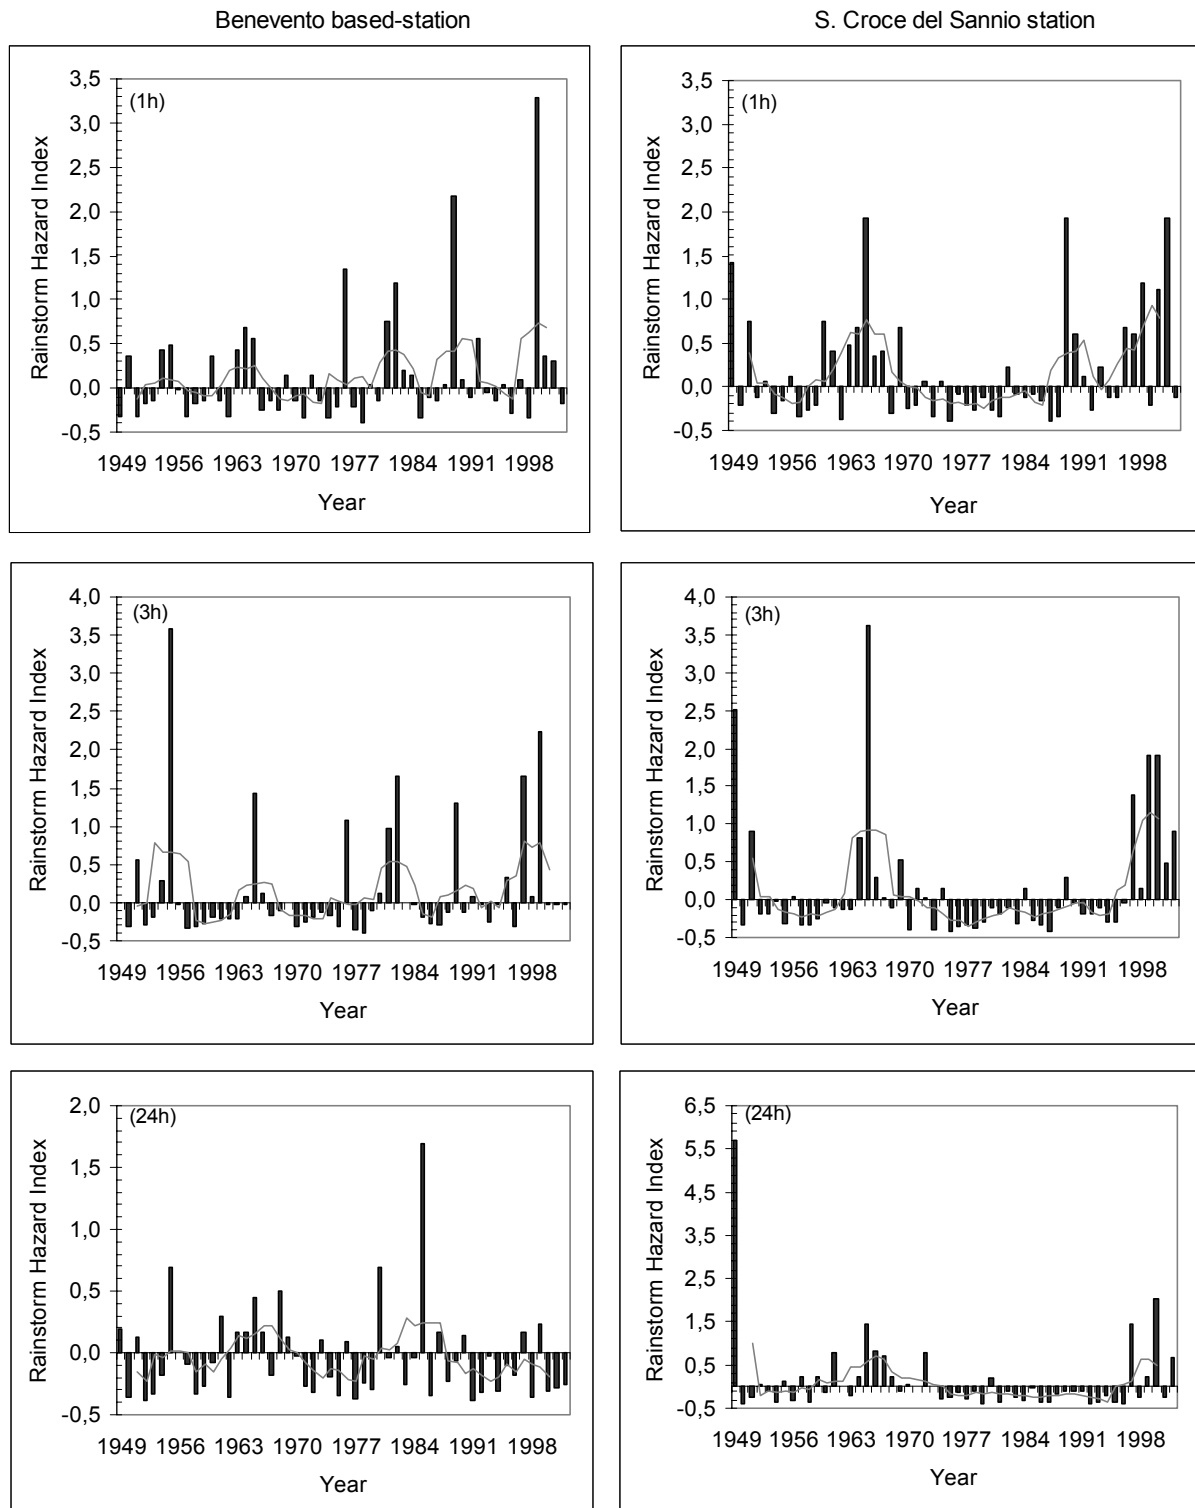 Benevento based-station
S. Croce del Sannio station
Rainstorm Hazard Index
(1h)
3,5
3,0
2,5
2,0
1,5
1,0
0,5
0,0
-0,5
1949 1956 1963 1970 1977 1984 1991 1998
Year
Rainstorm Hazard Index
(1h)
3,5
3,0
2,5
2,0
1,5
1,0
0,5
0,0
-0,5
1949 1956 1963 1970 1977 1984 1991 1998
Year
Rainstorm Hazard Index
(3h)
4,0
3,5
3,0
2,5
2,0
1,5
1,0
0,5
0,0
-0,5
1949 1956 1963 1970 1977 1984 1991 1998
Year
Rainstorm Hazard Index
(3h)
4,0
3,5
3,0
2,5
2,0
1,5
1,0
0,5
0,0
-0,5
1949 1956 1963 1970 1977 1984 1991 1998
Year
Rainstorm Hazard Index
(24h)
2,0
1,5
1,0
0,5
0,0
-0,5
1949 1956 1963 1970 1977 1984 1991 1998
Year
Rainstorm Hazard Index
(24h)
6,5
5,5
4,5
3,5
2,5
1,5
0,5
-0,5
1949 1956 1963 1970 1977 1984 1991 1998
Year